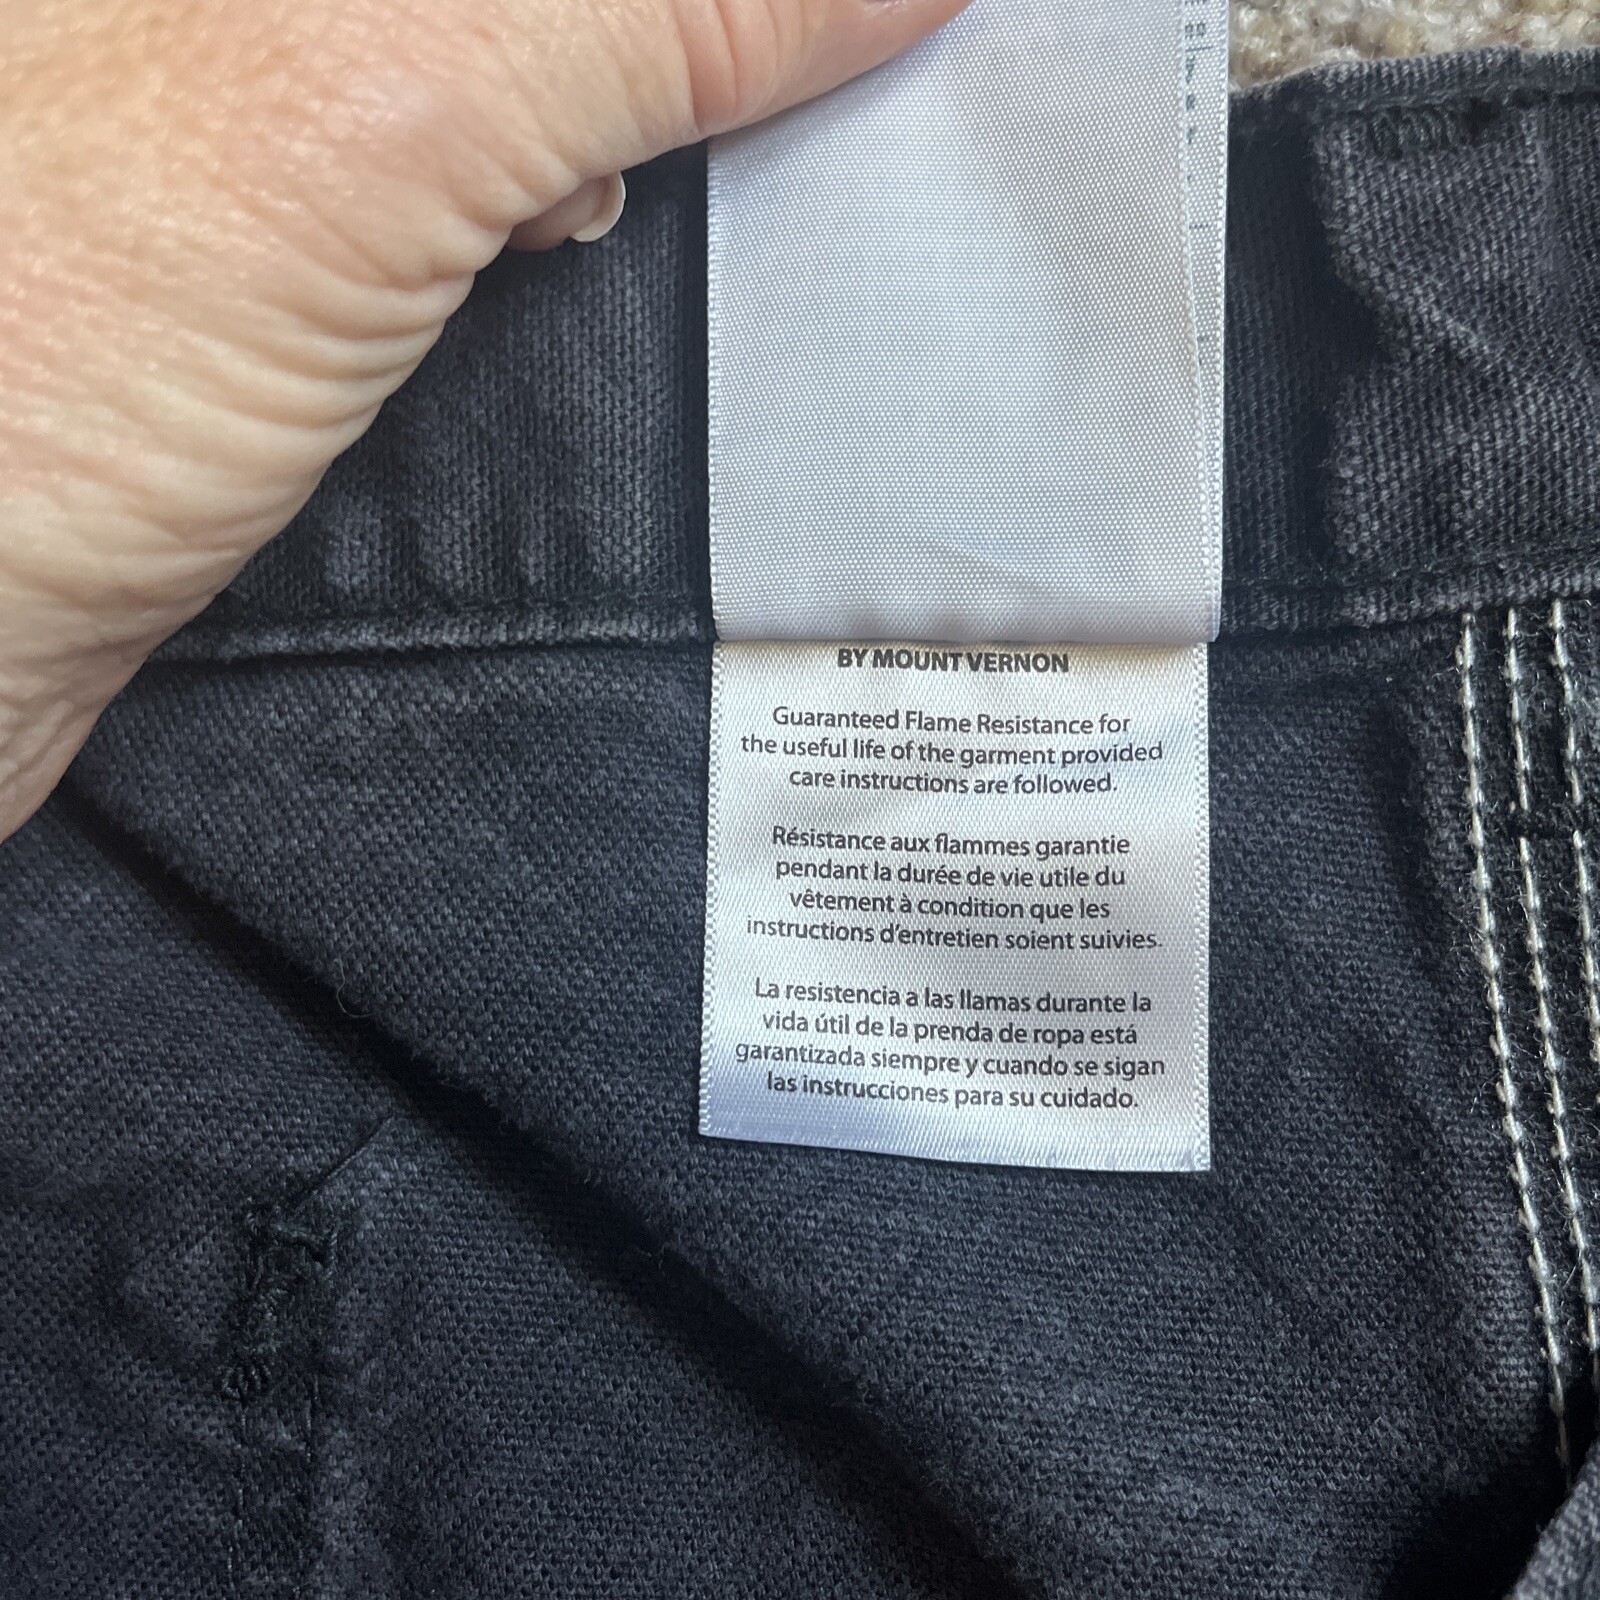 BY MOUNT VERNON
Guaranteed Flame Resistance for
the useful life of the garment provided
care instructions are followed.
Résistance aux flammes garantie
pendant la durée de vie utile du
vêtement à condition que les
instructions d'entretien soient suivies.
La resistencia a las llamas durante la
vida útil de la prenda de ropa está
garantizada siempre y cuando se sigan
las instrucciones para su cuidado.